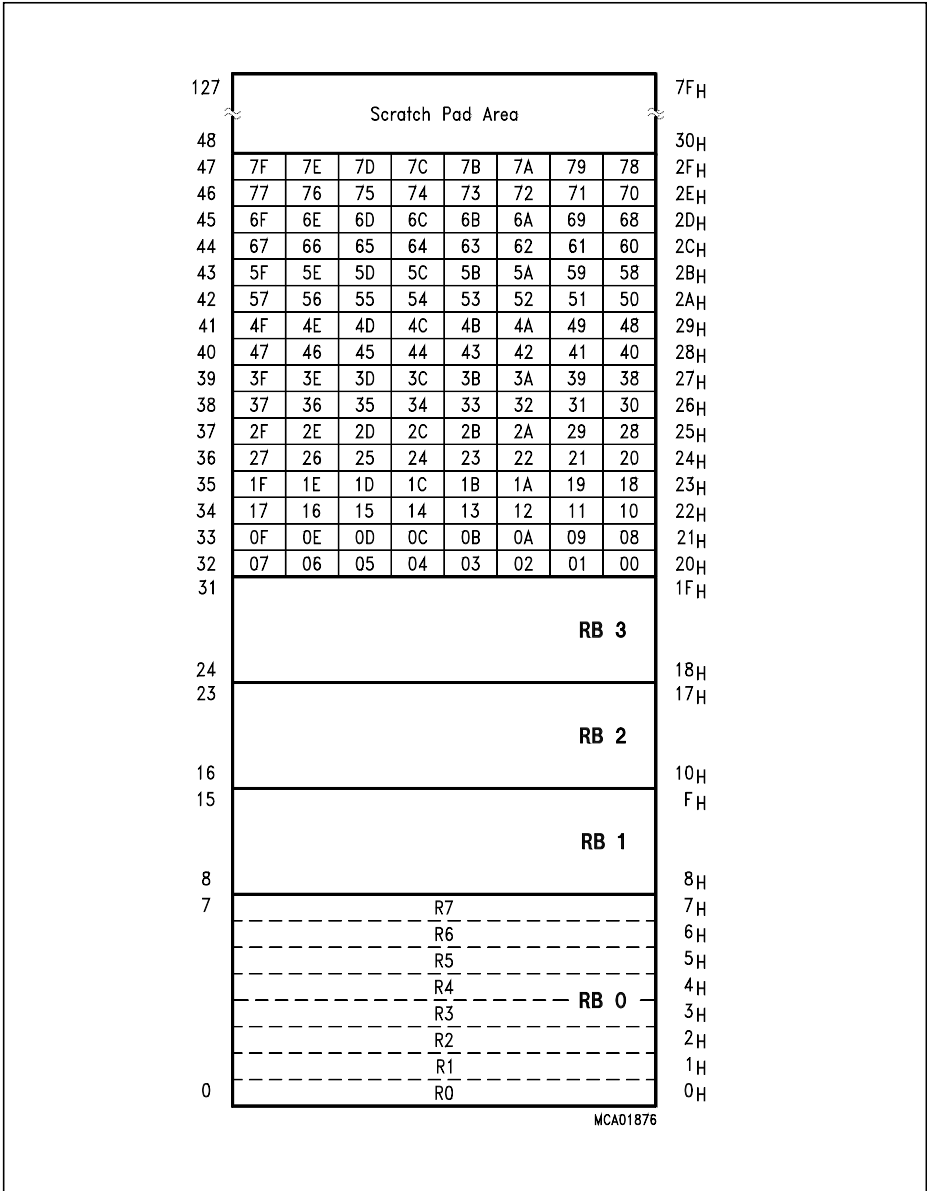 127 7FH
Scratch Pad Area
48 30H
47 7F 7E 7D 7C 7B 7A 79 78 2FH
46 77 76 75 74 73 72 71 70 2EH
45 6F 6E 6D 6C 6B 6A 69 68 2DH
44 67 66 65 64 63 62 61 60 2CH
43 5F 5E 5D 5C 5B 5A 59 58 2BH
42 57 56 55 54 53 52 51 50 2AH
41 4F 4E 4D 4C 4B 4A 49 48 29H
40 47 46 45 44 43 42 41 40 28H
39 3F 3E 3D 3C 3B 3A 39 38 27H
38 37 36 35 34 33 32 31 30 26H
37 2F 2E 2D 2C 2B 2A 29 28 25H
36 27 26 25 24 23 22 21 20 24H
35 1F 1E 1D 1C 1B 1A 19 18 23H
34 17 16 15 14 13 12 11 10 22H
33 0F 0E 0D 0C 0B 0A 09 08 21H
32 07 06 05 04 03 02 01 00 20H
31 1FH
RB 3
24 18H
23 17H
RB 2
16 10H
15 FH
RB 1
8 8H
7 R7 7H
R6 6H
R5 5H
R4 4H
RB 0
R3 3H
R2 2H
R1 1H
0 R0 0H
MCA01876